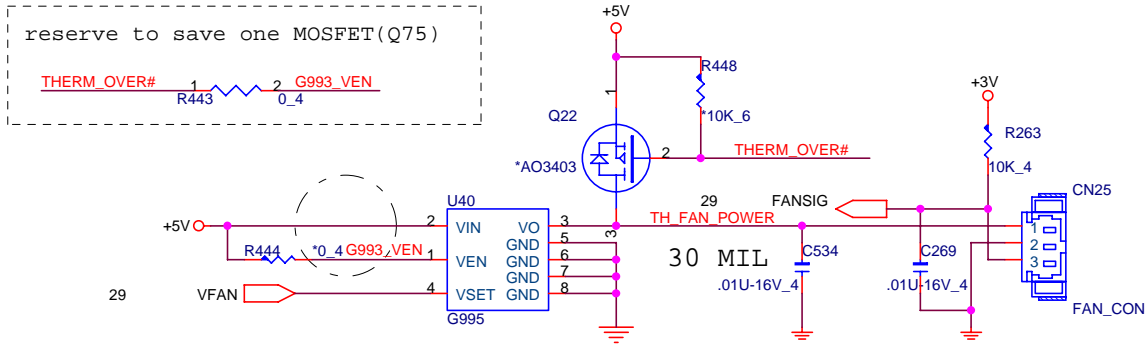 reserve to save one MOSFET(Q75)
THERM_OVER# 1 2 G993_VEN
R443 0_4
+5V
R448
1
Q22
*10K_6
2 THERM_OVER#
*AO3403
3
+3V
R263
10K_4
CN25
29
FANSIG
TH_FAN_POWER
30 MIL
C534
.01U-16V_4
C269
.01U-16V_4
1
2
3
FAN_CON
U40
+5V 2 VIN VO 3
GND 5
R444 *0_4 G993_VEN 1 VEN GND 6
GND 7
29 VFAN 4 VSET GND 8
G995